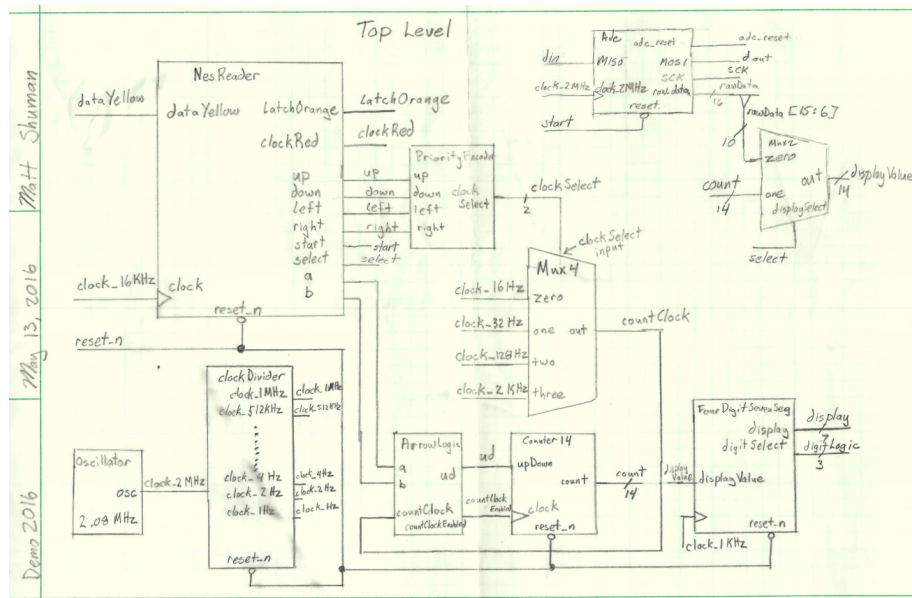 Top Level
Matt Shuman
May 13, 2016
Demo 2016
NesReader
dataYellow
dataYellow
LatchOrange
LatchOrange
clockRed
clockRed
up
up
up
down
down
down
left
left
left
right
right
right
start
start
select
select
a
b
clock_16KHz
clock
reset_n
reset_n
PriorityEncoder
clock
Select
clockSelect
2
clockSelect
input
Mux4
clock_16Hz
zero
clock_32Hz
one
out
countClock
clock_128Hz
two
clock_2KHz
three
Adc
din
MISO
adc_reset
adc_reset
MOSI
dout
SCK
SCK
clock_2MHz
clock_2MHz
rawdata
rawData
16
reset
start
rawData [15:6]
10
Mux2
zero
count
14
one
out
displayValue
14
displaySelect
select
Oscillator
osc
2.08 MHz
clock_2MHz
clockDivider
clock_1MHz
clock_1MHz
clock_512KHz
clock_512KHz
clock_4Hz
clock_4Hz
clock_2Hz
clock_2Hz
clock_1Hz
clock_Hz
reset_n
ArrowLogic
a
b
ud
ud
countClock
countClockEnabled
countClock
Enabled
Counter 14
upDown
count
count
14
clock
reset_n
FourDigitSevenSeg
display
display
7
digitSelect
digitLogic
3
display
Value
displayValue
clock_1KHz
reset_n